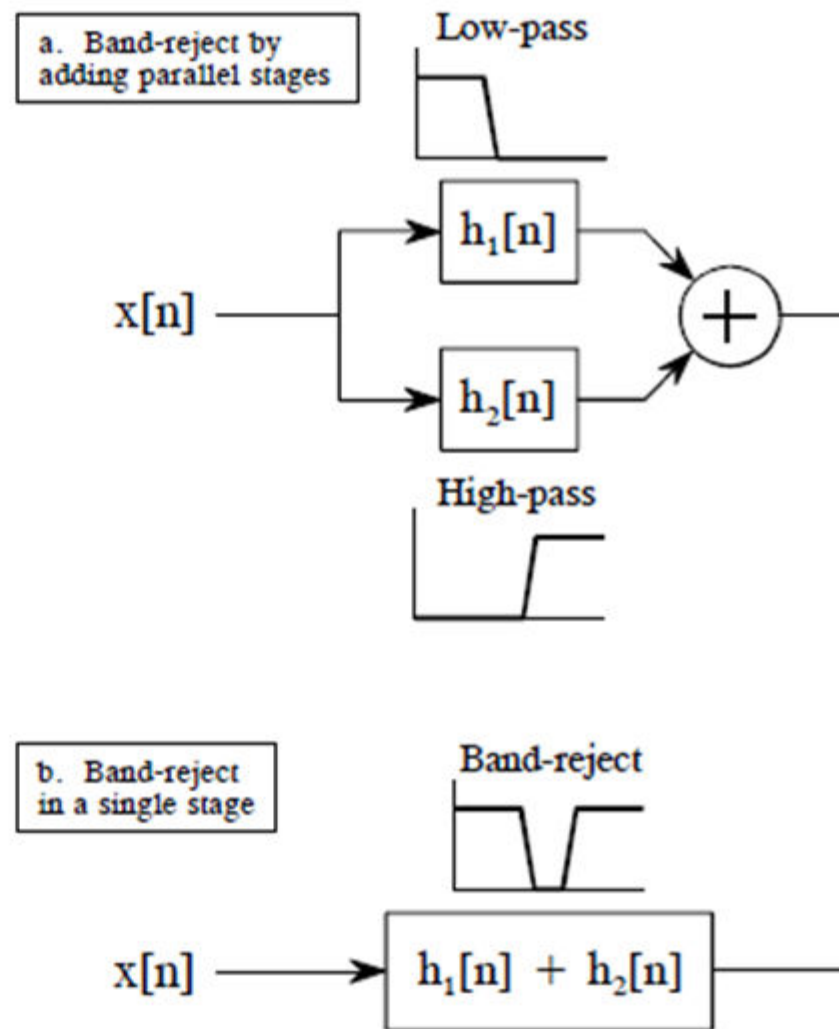 a. Band-reject by
adding parallel stages
Low-pass
h₁[n]
x[n]
+
h₂[n]
High-pass
b. Band-reject
in a single stage
Band-reject
x[n]
h₁[n] + h₂[n]